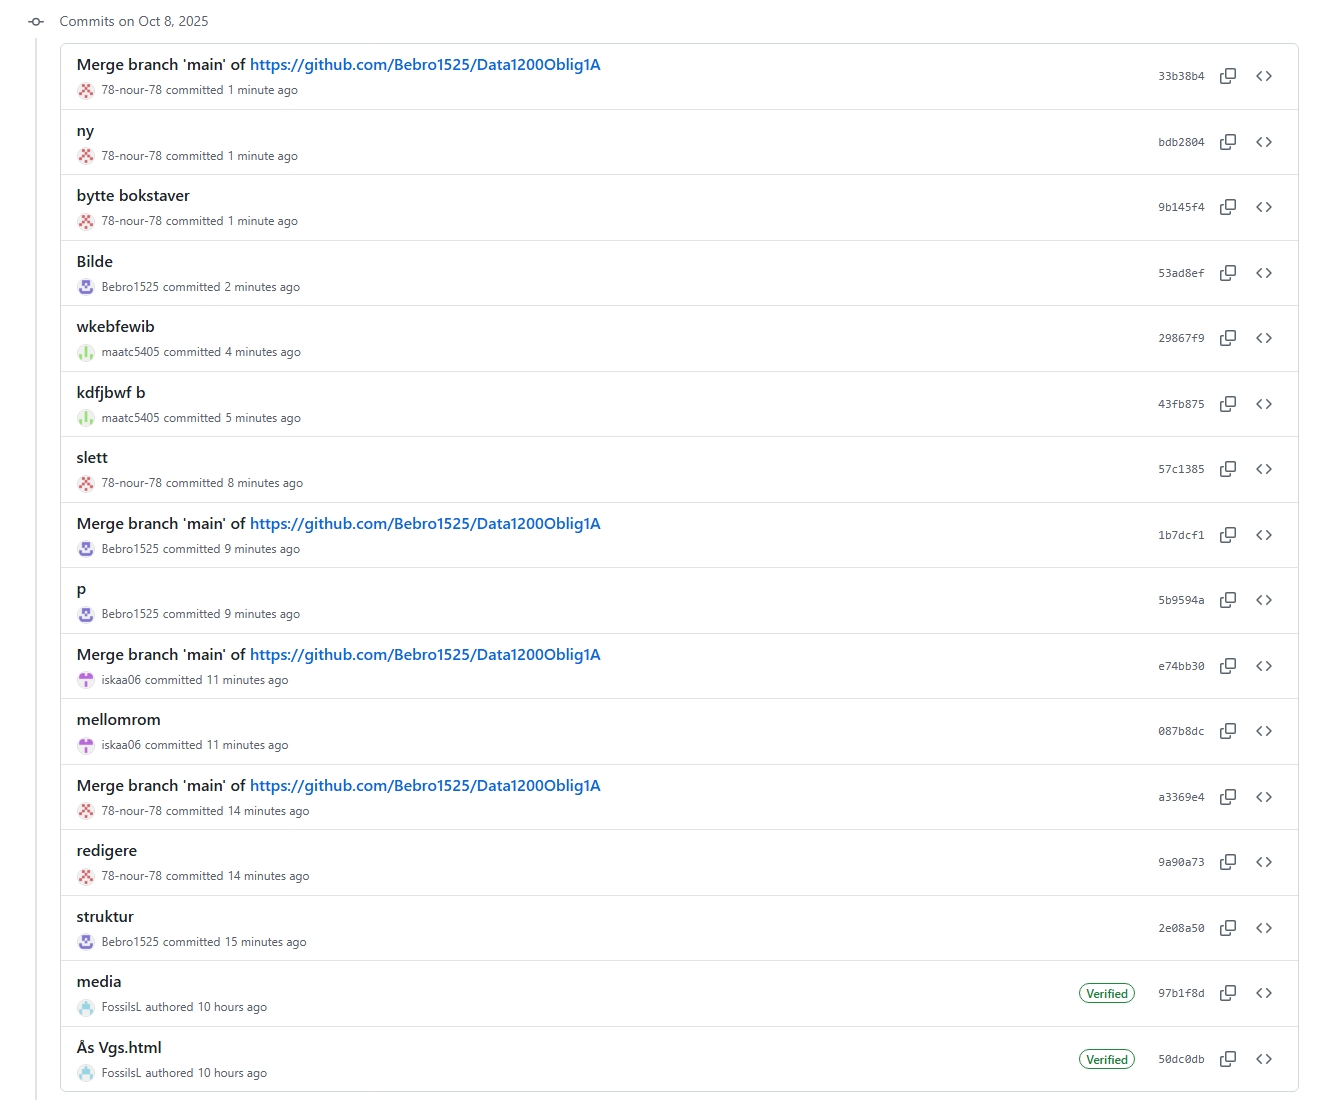 Commits on Oct 8, 2025
Merge branch 'main' of https://github.com/Bebro1525/Data1200Oblig1A
78-nour-78 committed 1 minute ago
33b38b4
ny
78-nour-78 committed 1 minute ago
bdb2804
bytte bokstaver
78-nour-78 committed 1 minute ago
9b145f4
Bilde
Bebro1525 committed 2 minutes ago
53ad8ef
wkebfewib
maatc5405 committed 4 minutes ago
29867f9
kdfjbwf b
maatc5405 committed 5 minutes ago
43fb875
slett
78-nour-78 committed 8 minutes ago
57c1385
Merge branch 'main' of https://github.com/Bebro1525/Data1200Oblig1A
Bebro1525 committed 9 minutes ago
1b7dcf1
p
Bebro1525 committed 9 minutes ago
5b9594a
Merge branch 'main' of https://github.com/Bebro1525/Data1200Oblig1A
iskaa06 committed 11 minutes ago
e74bb30
mellomrom
iskaa06 committed 11 minutes ago
087b8dc
Merge branch 'main' of https://github.com/Bebro1525/Data1200Oblig1A
78-nour-78 committed 14 minutes ago
a3369e4
redigere
78-nour-78 committed 14 minutes ago
9a90a73
struktur
Bebro1525 committed 15 minutes ago
2e08a50
media
FossilsL authored 10 hours ago
Verified 97b1f8d
Ås Vgs.html
FossilsL authored 10 hours ago
Verified 50dc0db